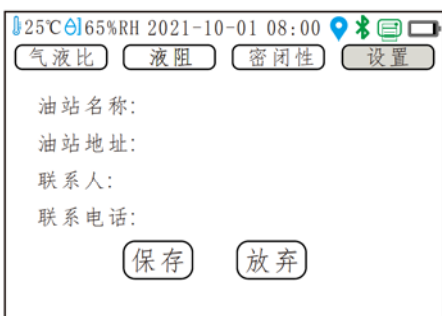 25℃ 65%RH 2021-10-01 08:00
气液比 液阻 密闭性 设置
油站名称:
油站地址:
联系人:
联系电话:
保存 放弃